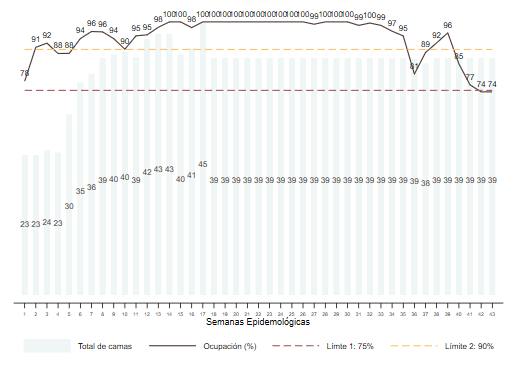 78 91 92 88 88 94 96 96 94 90 95 95 98 100 100 98 100 100 100 100 100 100 100 100 100 100 99 100 100 100 99 100 99 97 95 81 89 92 96 85 77 74 74
23 23 24 23 30 35 36 39 40 40 39 42 43 43 40 41 45 39 39 39 39 39 39 39 39 39 39 39 39 39 39 39 39 39 39 39 38 39 39 39 39 39 39
1 2 3 4 5 6 7 8 9 10 11 12 13 14 15 16 17 18 19 20 21 22 23 24 25 26 27 28 29 30 31 32 33 34 35 36 37 38 39 40 41 42 43
Semanas Epidemológicas
Total de camas Ocupación (%) Límte 1: 75% Límite 2: 90%